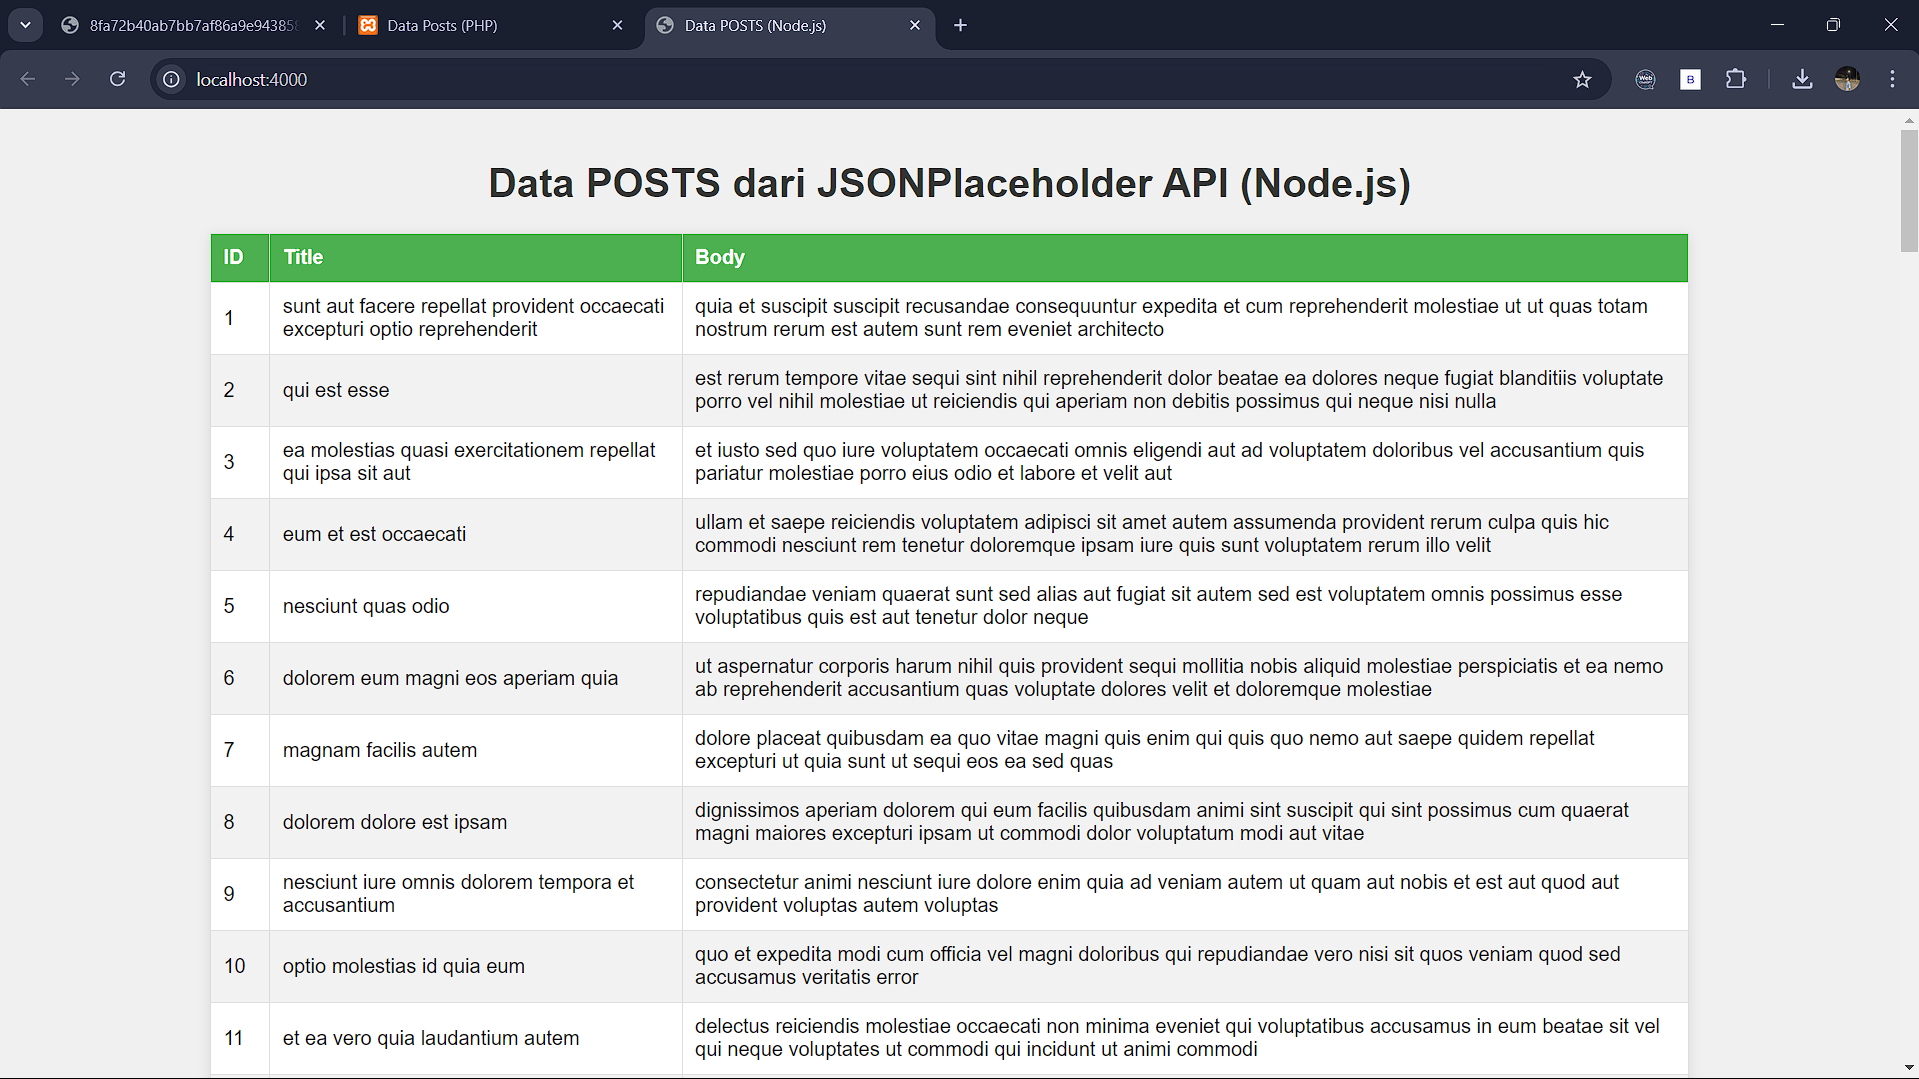 8fa72b40ab7bb7af86a9e94385
Data Posts (PHP)
Data POSTS (Node.js)
localhost:4000
Web
B
Data POSTS dari JSONPlaceholder API (Node.js)
ID Title Body
1 sunt aut facere repellat provident occaecati excepturi optio reprehenderit
quia et suscipit suscipit recusandae consequuntur expedita et cum reprehenderit molestiae ut ut quas totam
nostrum rerum est autem sunt rem eveniet architecto
2 qui est esse
est rerum tempore vitae sequi sint nihil reprehenderit dolor beatae ea dolores neque fugiat blanditiis voluptate
porro vel nihil molestiae ut reiciendis qui aperiam non debitis possimus qui neque nisi nulla
3 ea molestias quasi exercitationem repellat
qui ipsa sit aut
et iusto sed quo iure voluptatem occaecati omnis eligendi aut ad voluptatem doloribus vel accusantium quis
pariatur molestiae porro eius odio et labore et velit aut
4 eum et est occaecati
ullam et saepe reiciendis voluptatem adipisci sit amet autem assumenda provident rerum culpa quis hic
commodi nesciunt rem tenetur doloremque ipsam iure quis sunt voluptatem rerum illo velit
5 nesciunt quas odio
repudiandae veniam quaerat sunt sed alias aut fugiat sit autem sed est voluptatem omnis possimus esse
voluptatibus quis est aut tenetur dolor neque
6 dolorem eum magni eos aperiam quia
ut aspernatur corporis harum nihil quis provident sequi mollitia nobis aliquid molestiae perspiciatis et ea nemo
ab reprehenderit accusantium quas voluptate dolores velit et doloremque molestiae
7 magnam facilis autem
dolore placeat quibusdam ea quo vitae magni quis enim qui quis quo nemo aut saepe quidem repellat
excepturi ut quia sunt ut sequi eos ea sed quas
8 dolorem dolore est ipsam
dignissimos aperiam dolorem qui eum facilis quibusdam animi sint suscipit qui sint possimus cum quaerat
magni maiores excepturi ipsam ut commodi dolor voluptatum modi aut vitae
9 nesciunt iure omnis dolorem tempora et
accusantium
consectetur animi nesciunt iure dolore enim quia ad veniam autem ut quam aut nobis et est aut quod aut
provident voluptas autem voluptas
10 optio molestias id quia eum
quo et expedita modi cum officia vel magni doloribus qui repudiandae vero nisi sit quos veniam quod sed
accusamus veritatis error
11 et ea vero quia laudantium autem
delectus reiciendis molestiae occaecati non minima eveniet qui voluptatibus accusamus in eum beatae sit vel
qui neque voluptates ut commodi qui incidunt ut animi commodi